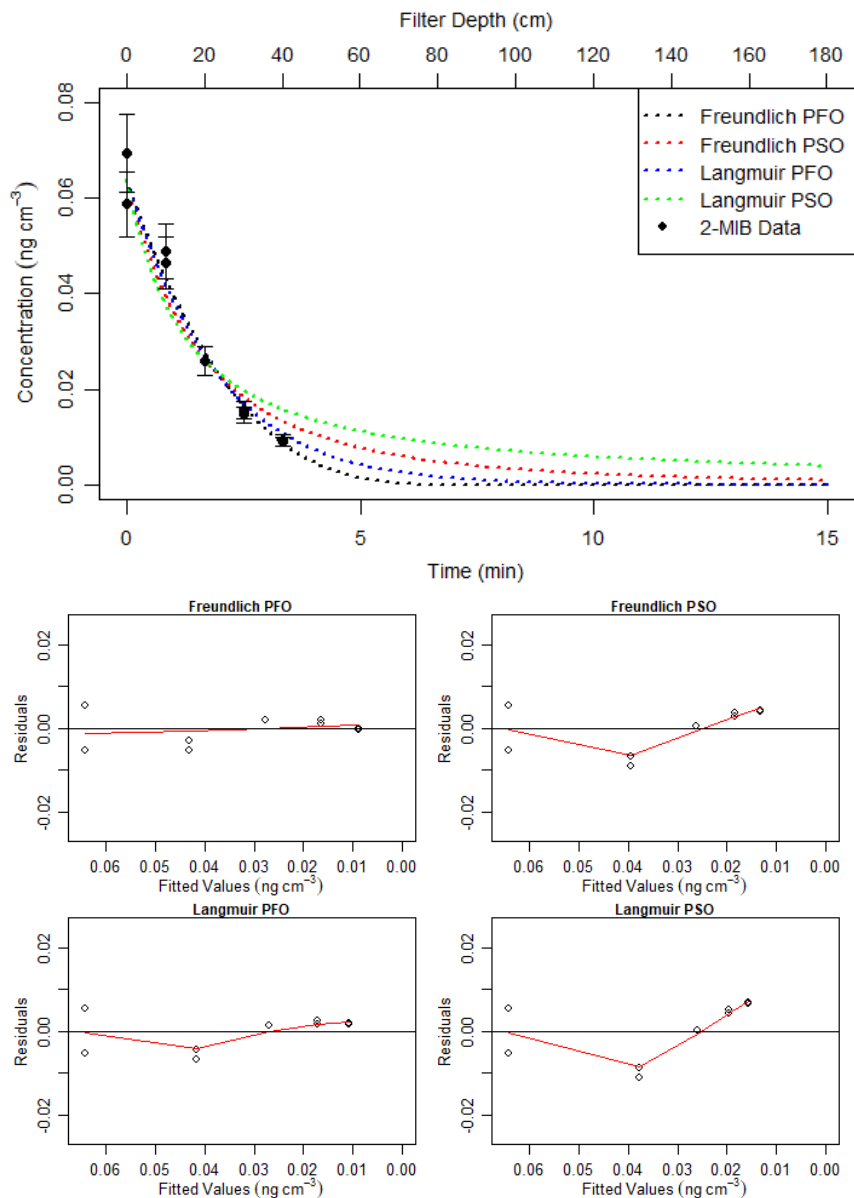 Filter Depth (cm)
0 20 40 60 80 100 120 140 160 180
0.08
0.06
0.04
0.02
0.00
Concentration (ng cm⁻³)
Freundlich PFO
Freundlich PSO
Langmuir PFO
Langmuir PSO
2-MIB Data
0 5 10 15
Time (min)
Freundlich PFO
Residuals
0.02
0.00
-0.02
0.06 0.05 0.04 0.03 0.02 0.01 0.00
Fitted Values (ng cm⁻³)
Freundlich PSO
Residuals
0.02
0.00
-0.02
0.06 0.05 0.04 0.03 0.02 0.01 0.00
Fitted Values (ng cm⁻³)
Langmuir PFO
Residuals
0.02
0.00
-0.02
0.06 0.05 0.04 0.03 0.02 0.01 0.00
Fitted Values (ng cm⁻³)
Langmuir PSO
Residuals
0.02
0.00
-0.02
0.06 0.05 0.04 0.03 0.02 0.01 0.00
Fitted Values (ng cm⁻³)